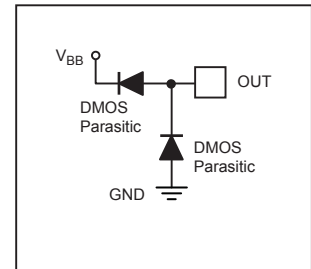 V_BB
OUT
DMOS
Parasitic
DMOS
Parasitic
GND